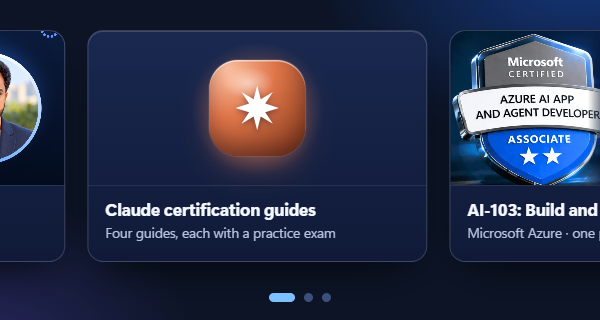 Claude certification guides
Four guides, each with a practice exam
Microsoft
CERTIFIED
AZURE AI APP
AND AGENT DEVELOPER
ASSOCIATE
AI-103: Build and
Microsoft Azure · one